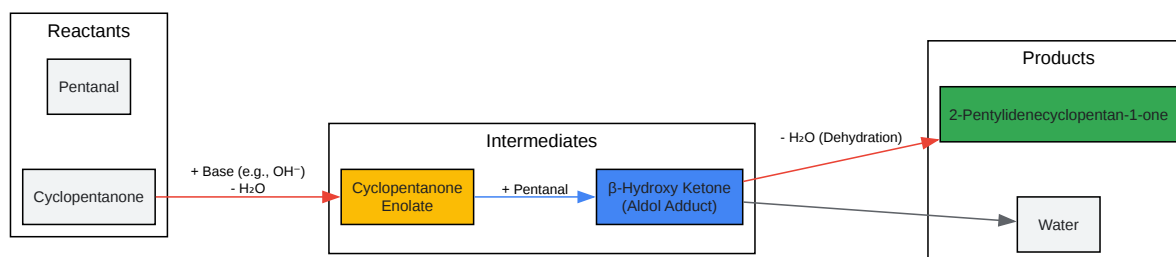 Reactants
Pentanal
Cyclopentanone
+ Base (e.g., OH⁻)
- H₂O
Intermediates
Cyclopentanone
Enolate
+ Pentanal
β-Hydroxy Ketone
(Aldol Adduct)
- H₂O (Dehydration)
Products
2-Pentylidenecyclopentan-1-one
Water